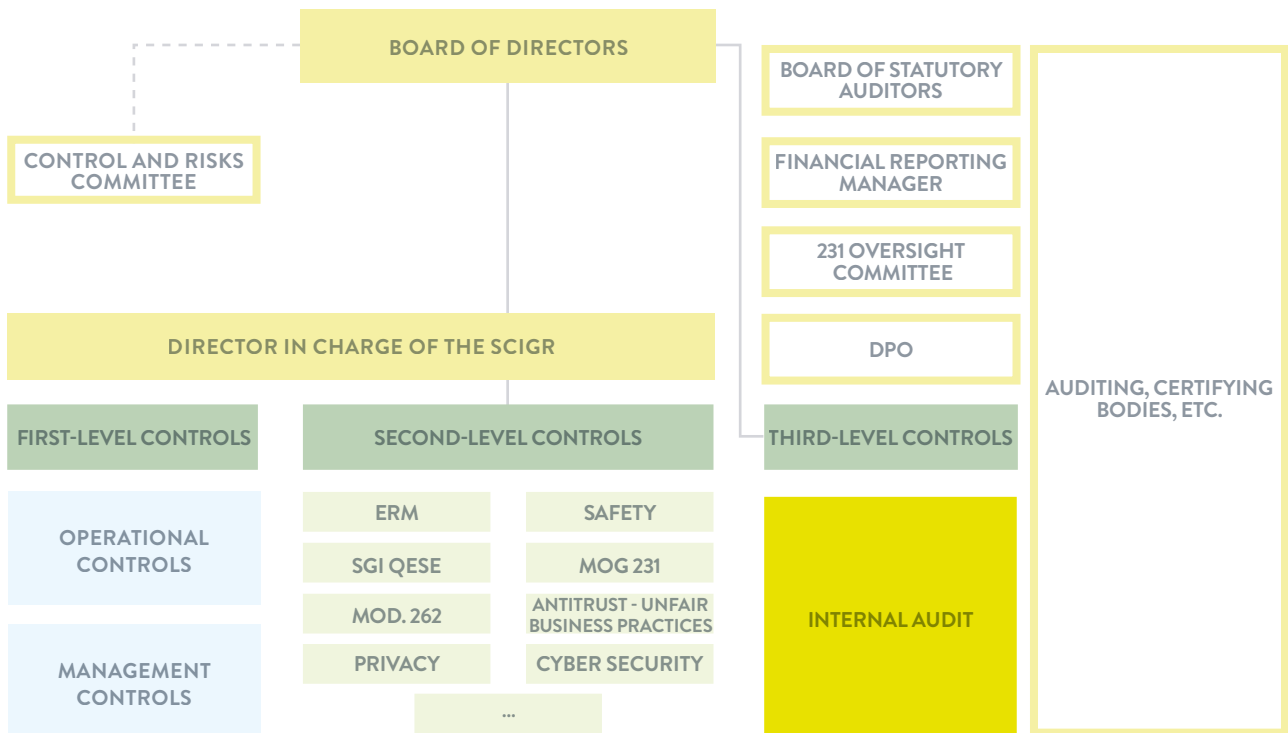 BOARD OF DIRECTORS
BOARD OF STATUTORY
AUDITORS
CONTROL AND RISKS
COMMITTEE
FINANCIAL REPORTING
MANAGER
231 OVERSIGHT
COMMITTEE
DIRECTOR IN CHARGE OF THE SCIGR
DPO
AUDITING, CERTIFYING
BODIES, ETC.
FIRST-LEVEL CONTROLS
SECOND-LEVEL CONTROLS
THIRD-LEVEL CONTROLS
OPERATIONAL
CONTROLS
MANAGEMENT
CONTROLS
ERM
SAFETY
SGI QESE
MOG 231
MOD. 262
ANTITRUST - UNFAIR
BUSINESS PRACTICES
PRIVACY
CYBER SECURITY
...
INTERNAL AUDIT